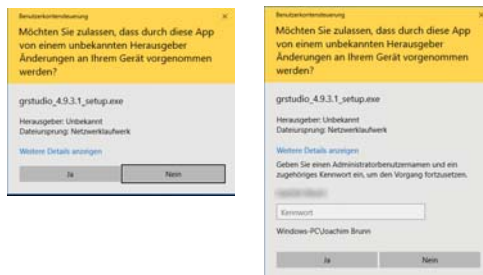 Benutzerkontensteuerung
Möchten Sie zulassen, dass durch diese App
von einem unbekannten Herausgeber
Änderungen an Ihrem Gerät vorgenommen
werden?
grstudio_4.9.3.1_setup.exe
Herausgeber: Unbekannt
Dateiursprung: Netzwerklaufwerk
Weitere Details anzeigen
Ja
Nein
Benutzerkontensteuerung
Möchten Sie zulassen, dass durch diese App
von einem unbekannten Herausgeber
Änderungen an Ihrem Gerät vorgenommen
werden?
grstudio_4.9.3.1_setup.exe
Herausgeber: Unbekannt
Dateiursprung: Netzwerklaufwerk
Weitere Details anzeigen
Geben Sie einen Administratorbenutzernamen und ein
zugehöriges Kennwort ein, um den Vorgang fortzusetzen.
Kennwort
Windows-PC\Joachim Brunn
Ja
Nein